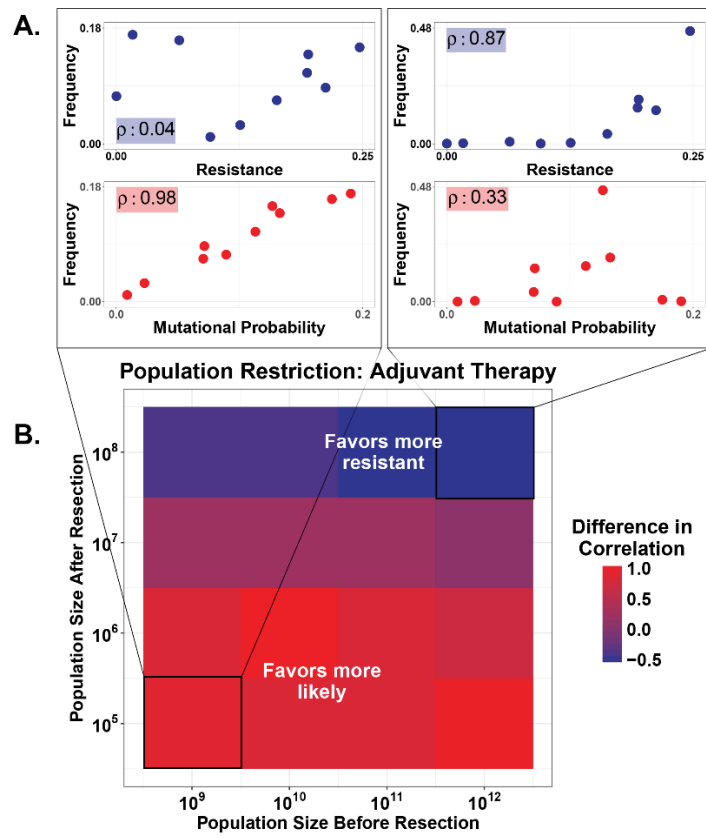 A.
0.18
Frequency
0.00
ρ : 0.04
0.00
0.25
Resistance
0.48
Frequency
0.00
ρ : 0.87
0.00
0.25
Resistance
0.18
Frequency
0.00
ρ : 0.98
0.0
0.2
Mutational Probability
0.48
Frequency
0.00
ρ : 0.33
0.0
0.2
Mutational Probability
Population Restriction: Adjuvant Therapy
B.
Population Size After Resection
10⁸
10⁷
10⁶
10⁵
Favors more
resistant
Favors more
likely
10⁹
10¹⁰
10¹¹
10¹²
Population Size Before Resection
Difference in
Correlation
1.0
0.5
0.0
−0.5